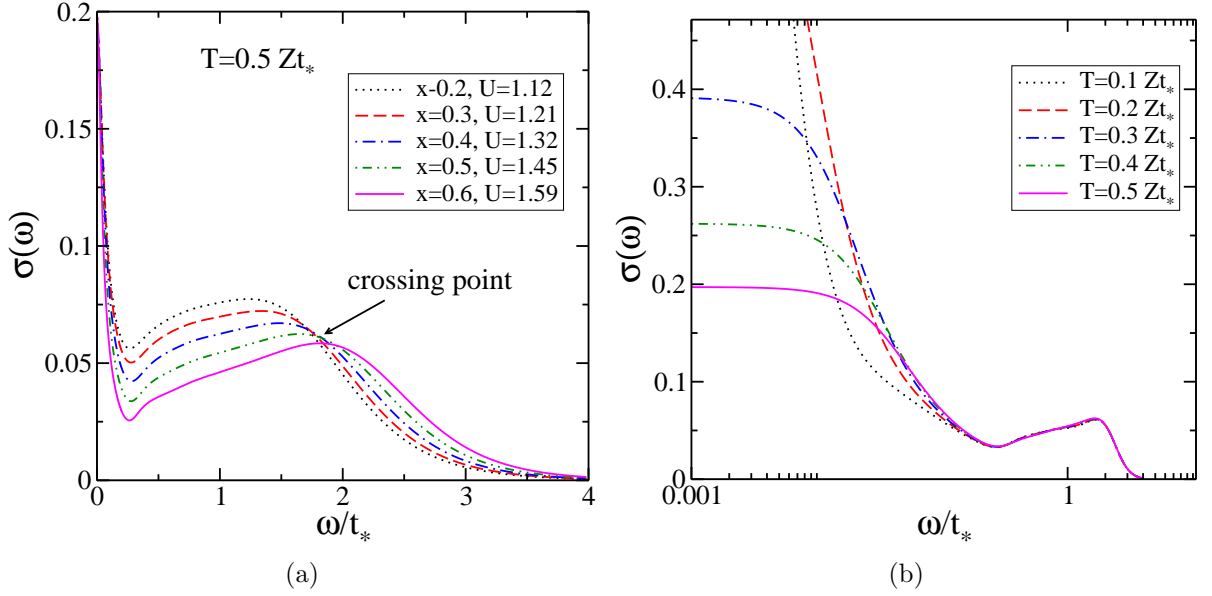 0.2
0.15
0.1
0.05
0
σ(ω)
T=0.5 Zt*
x-0.2, U=1.12
x=0.3, U=1.21
x=0.4, U=1.32
x=0.5, U=1.45
x=0.6, U=1.59
crossing point
0 1 2 3 4
ω/t*
(a)
0.4
0.3
0.2
0.1
0
σ(ω)
T=0.1 Zt*
T=0.2 Zt*
T=0.3 Zt*
T=0.4 Zt*
T=0.5 Zt*
0.001 1
ω/t*
(b)